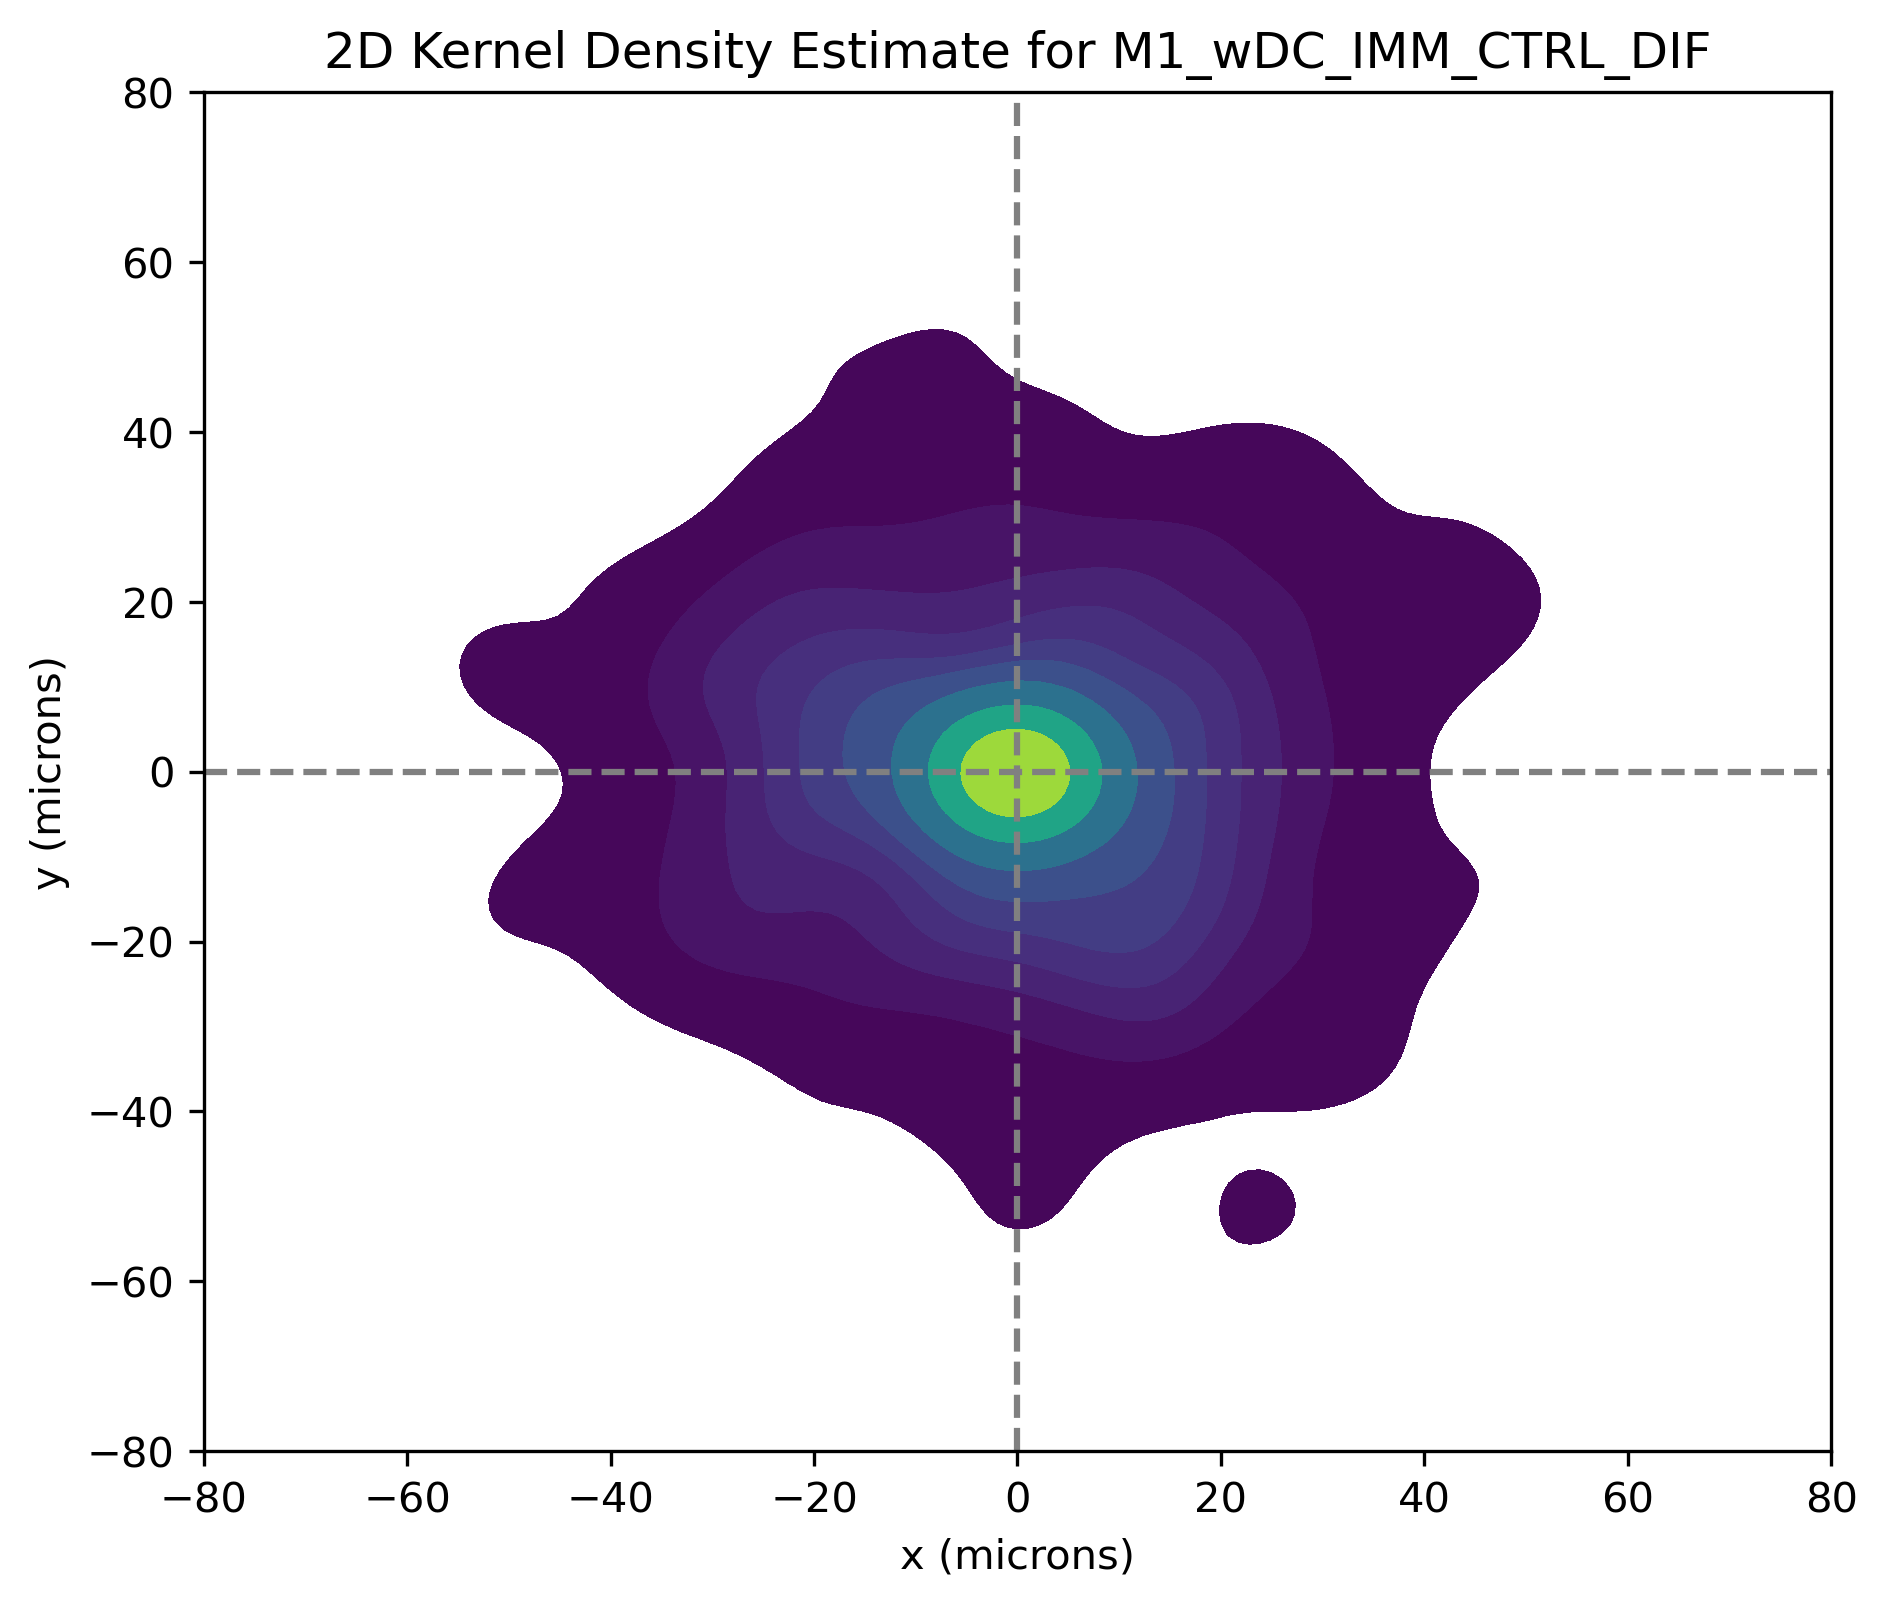 2D Kernel Density Estimate for M1_wDC_IMM_CTRL_DIF
80
60
40
20
0
−20
−40
−60
−80
y (microns)
−80 −60 −40 −20 0 20 40 60 80
x (microns)